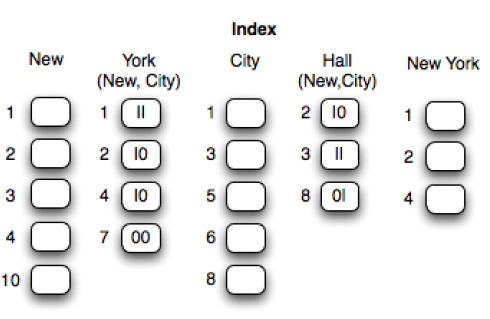 Index
New York City Hall New York
(New, City) (New,City)
1 1 II 1 2 I0 1
2 2 I0 3 3 II 2
3 4 I0 5 8 0I 4
4 7 00 6
10 8